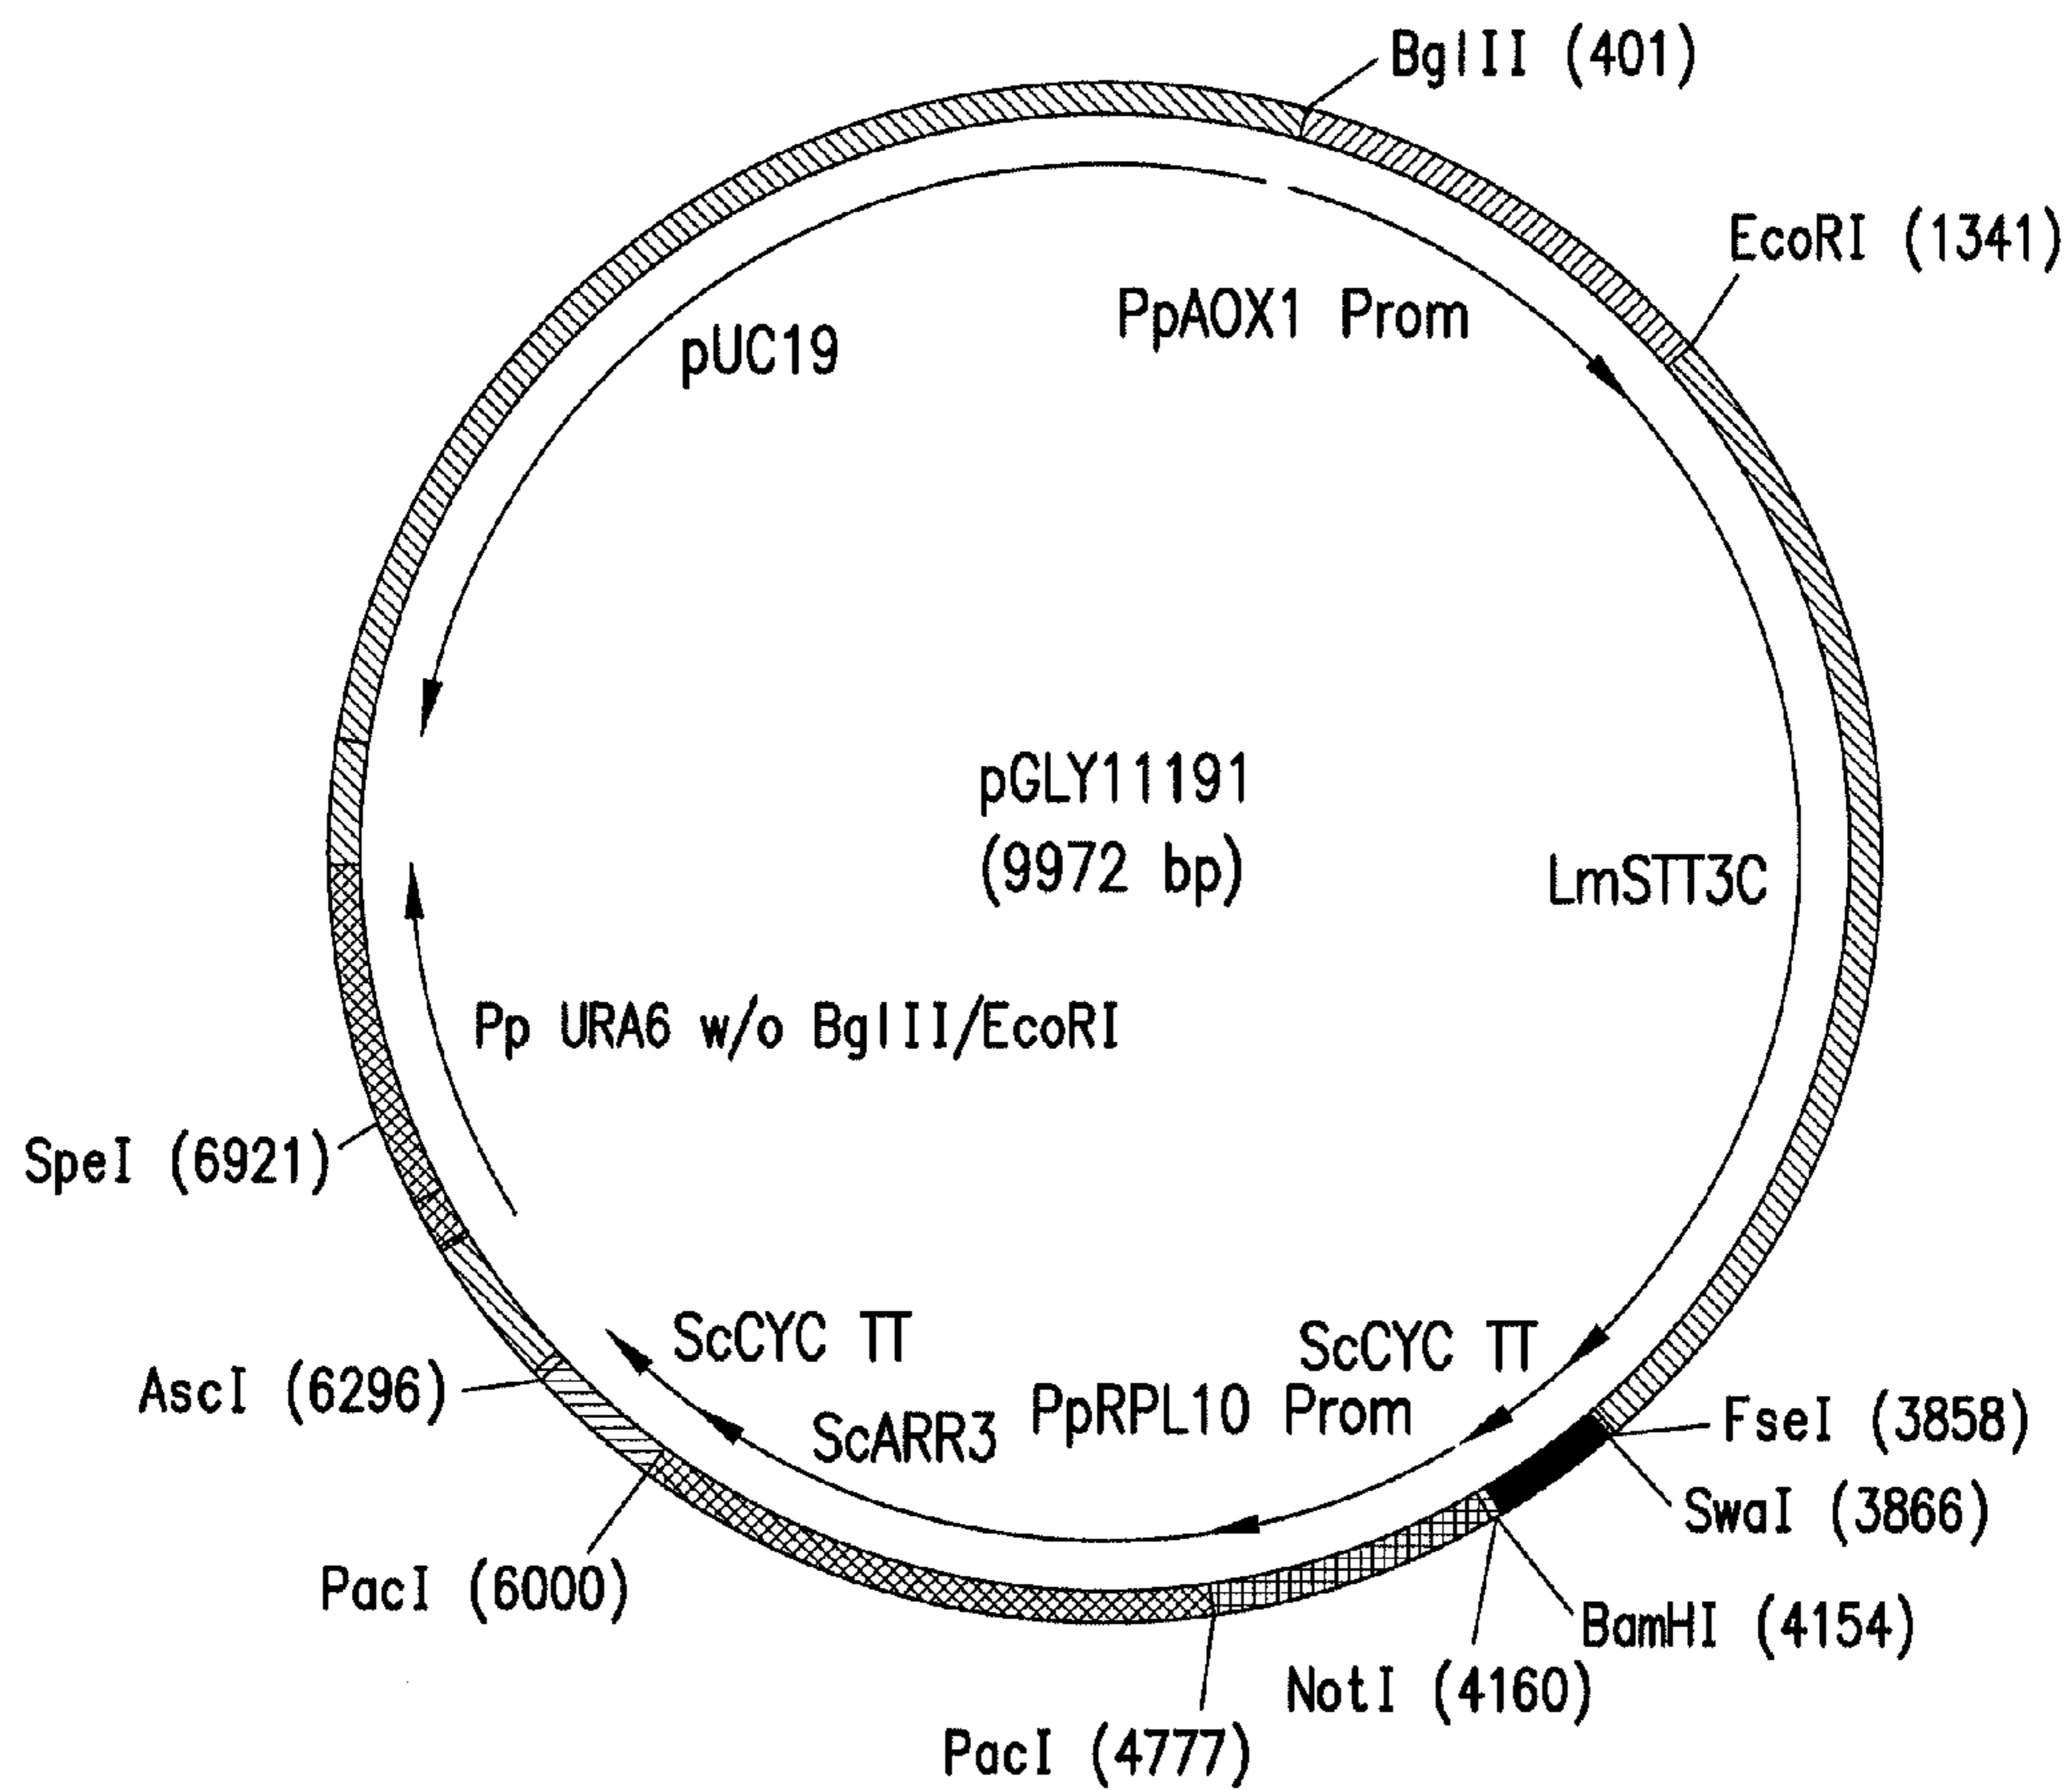 BglII (401)
EcoRI (1341)
PpAOX1 Prom
pUC19
pGLY11191
(9972 bp)
LmSTT3C
Pp URA6 w/o BglII/EcoRI
SpeI (6921)
ScCYC TT
ScCYC TT
AscI (6296)
PpRPL10 Prom
ScARR3
FseI (3858)
SwaI (3866)
PacI (6000)
BamHI (4154)
NotI (4160)
PacI (4777)